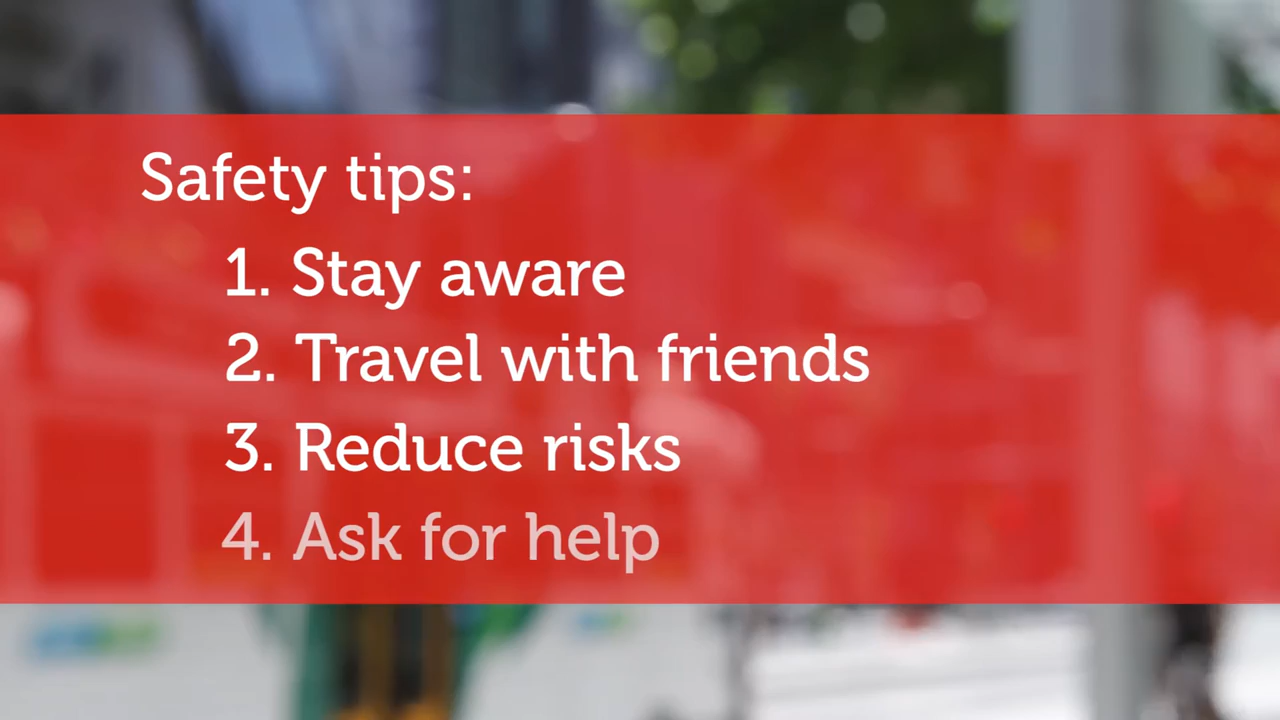 Safety tips:
1. Stay aware
2. Travel with friends
3. Reduce risks
4. Ask for help